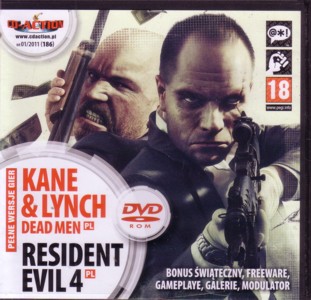 CD-ACTION
www.cdaction.pl
nr 01/2011 (186)
@*!
18
www.pegi.info
PEŁNE WERSJE GIER
KANE
& LYNCH
DEAD MEN PL
RESIDENT
EVIL 4 PL
DVD
ROM
BONUS ŚWIĄTECZNY, FREEWARE,
GAMEPLAYE, GALERIE, MODULATOR